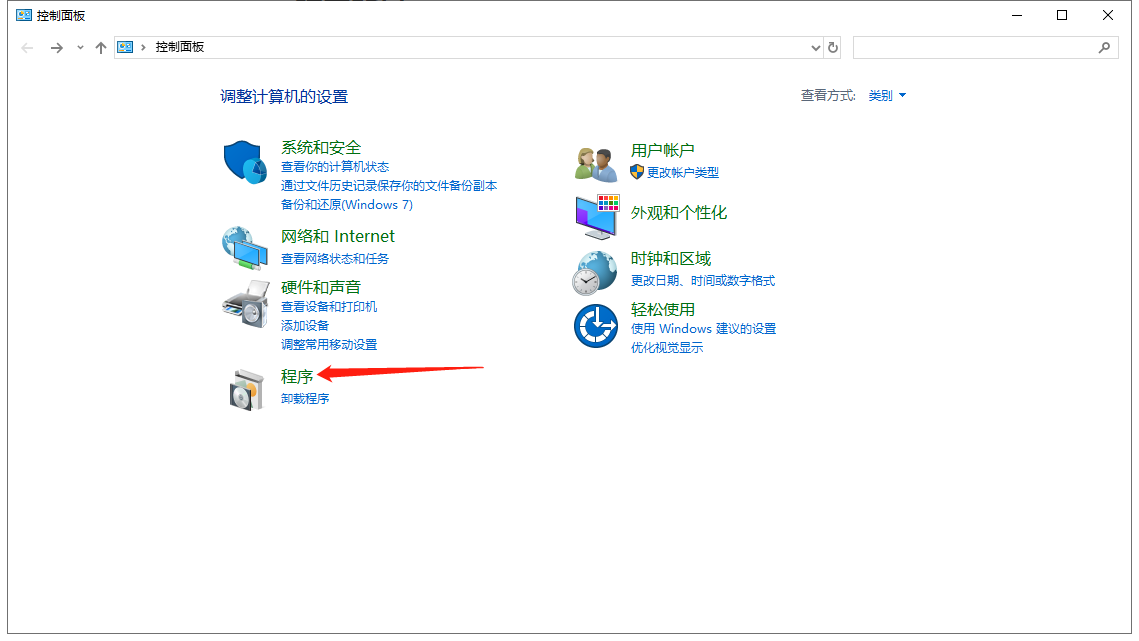 控制面板
控制面板
调整计算机的设置
查看方式: 类别
系统和安全
查看你的计算机状态
通过文件历史记录保存你的文件备份副本
备份和还原(Windows 7)
网络和 Internet
查看网络状态和任务
硬件和声音
查看设备和打印机
添加设备
调整常用移动设置
程序
卸载程序
用户帐户
更改帐户类型
外观和个性化
时钟和区域
更改日期、时间或数字格式
轻松使用
使用 Windows 建议的设置
优化视觉显示